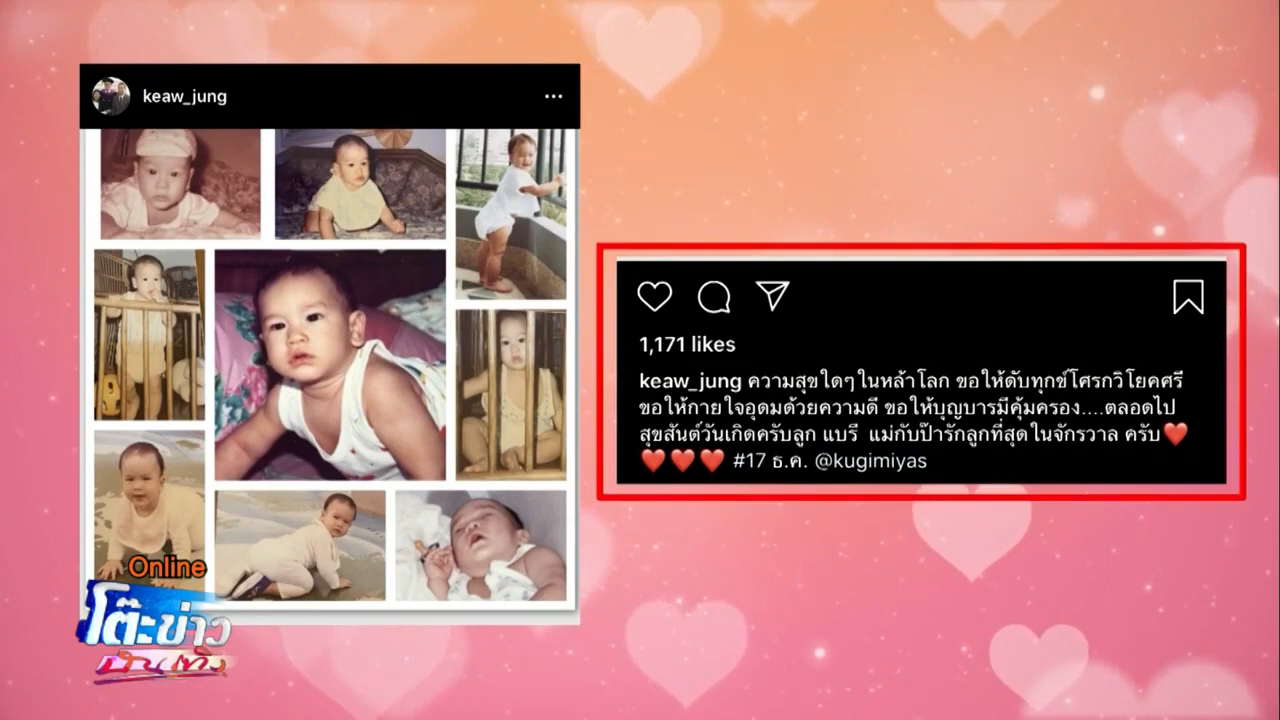 keaw_jung
1,171 likes
keaw_jung ความสุขใดๆในหล้าโลก ขอให้ดับทุกข์โศรกวิโยคศรี
ขอให้กายใจอุดมด้วยความดี ขอให้บุญบารมีคุ้มครอง....ตลอดไป
สุขสันต์วันเกิดครับลูก แบรี แม่กับป๊ารักลูกที่สุดในจักรวาล ครับ❤️
❤️❤️❤️ #17 ธ.ค. @kugimiyas
Online
โต๊ะข่าว
บันเทิง